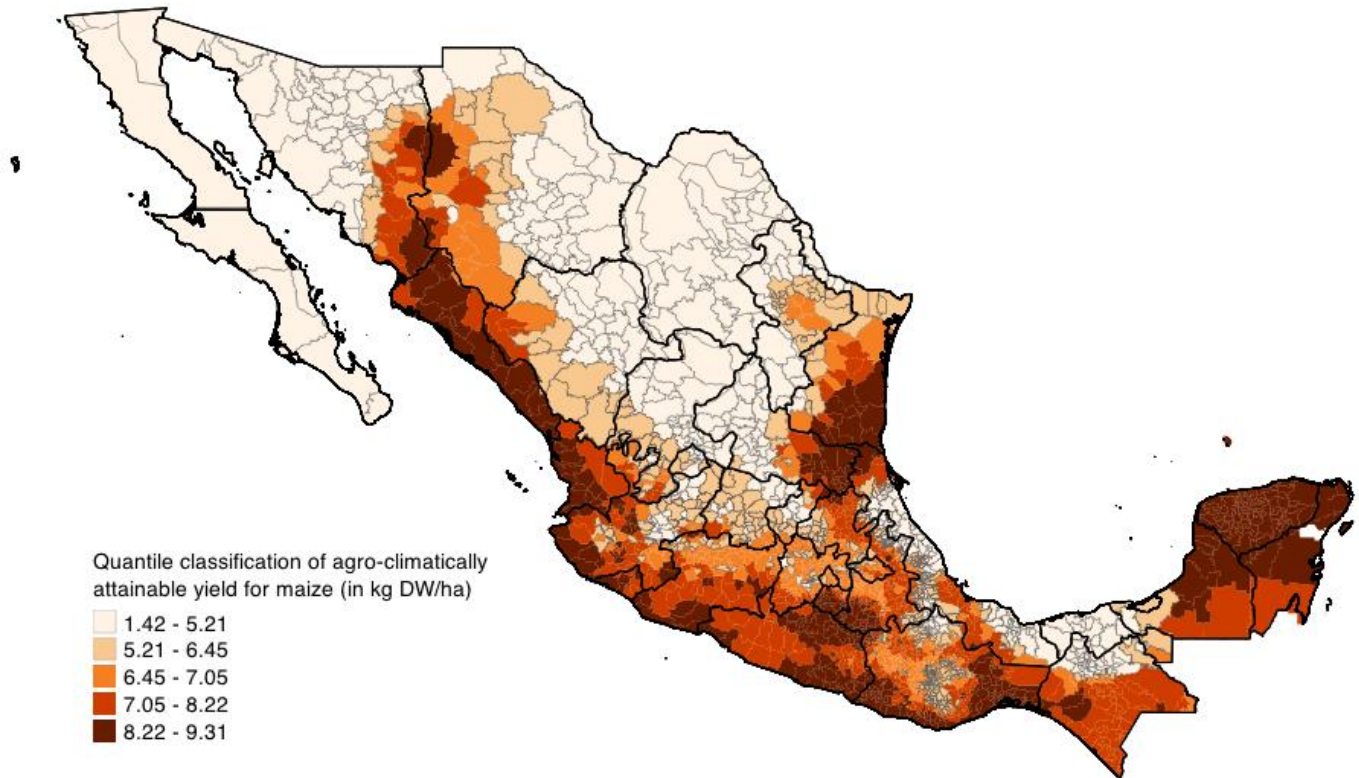 Quantile classification of agro-climatically
attainable yield for maize (in kg DW/ha)
1.42 - 5.21
5.21 - 6.45
6.45 - 7.05
7.05 - 8.22
8.22 - 9.31